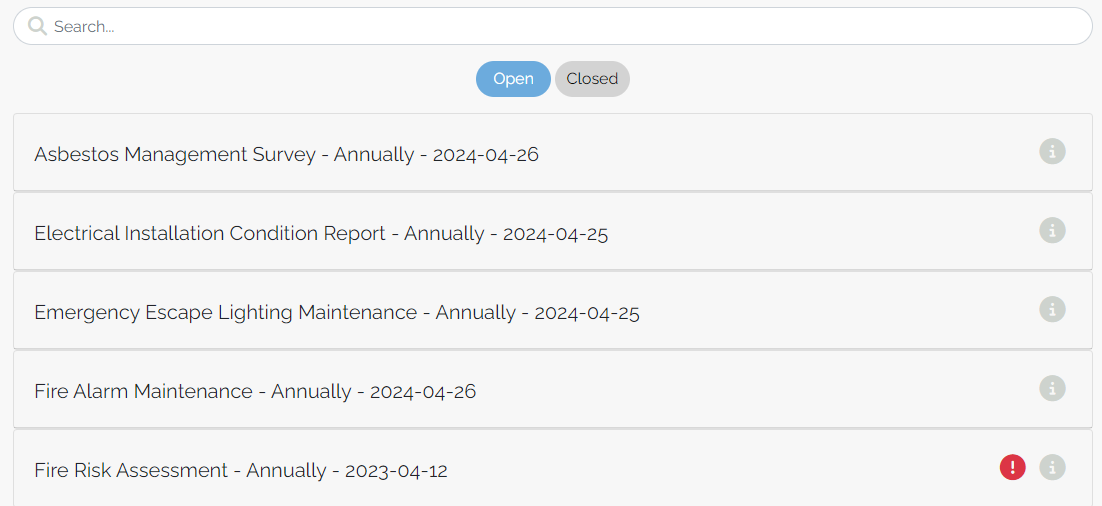 Search...
Open Closed
Asbestos Management Survey - Annually - 2024-04-26
Electrical Installation Condition Report - Annually - 2024-04-25
Emergency Escape Lighting Maintenance - Annually - 2024-04-25
Fire Alarm Maintenance - Annually - 2024-04-26
Fire Risk Assessment - Annually - 2023-04-12